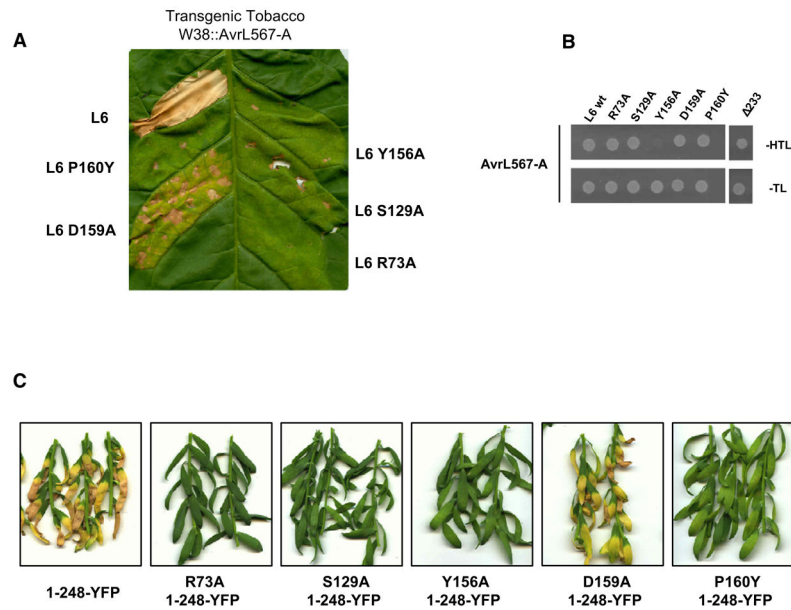 Transgenic Tobacco
W38::AvrL567-A
A
L6
L6 P160Y
L6 D159A
L6 Y156A
L6 S129A
L6 R73A
B
L6 wt
R73A
S129A
Y156A
D159A
P160Y
Δ233
AvrL567-A
-HTL
-TL
C
1-248-YFP
R73A
1-248-YFP
S129A
1-248-YFP
Y156A
1-248-YFP
D159A
1-248-YFP
P160Y
1-248-YFP